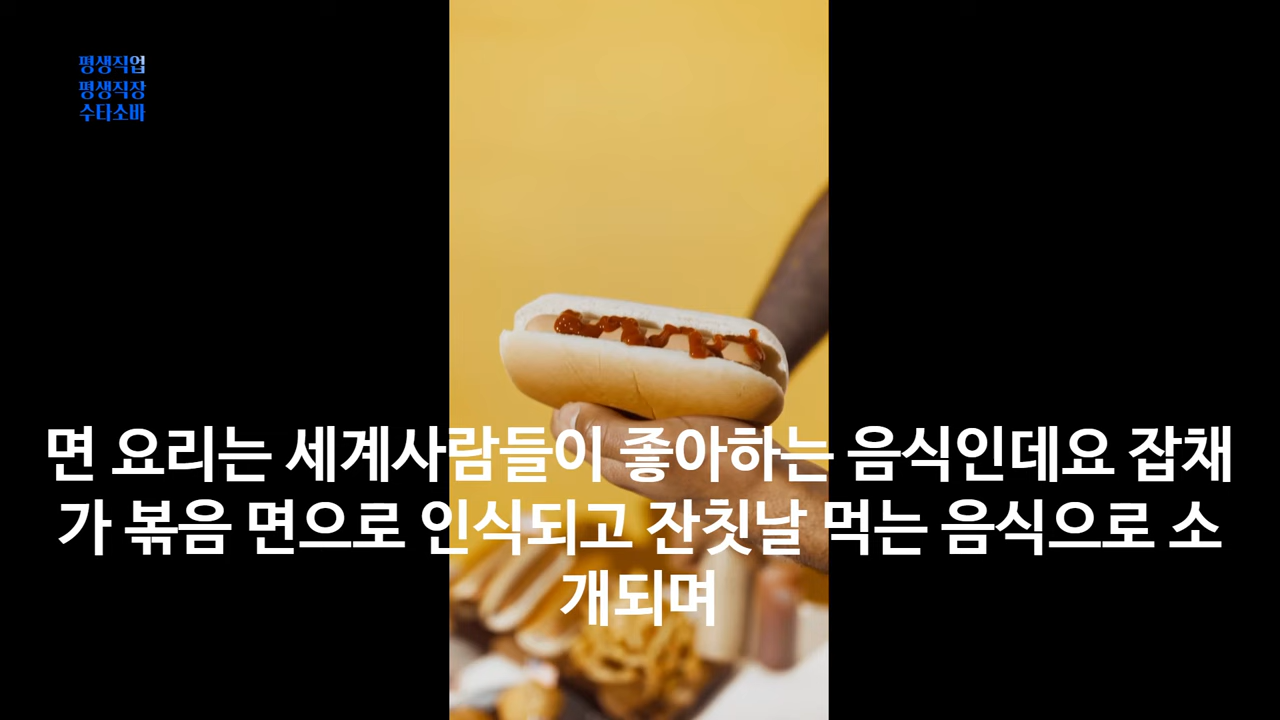 평생직업
평생직장
수타소바
면 요리는 세계사람들이 좋아하는 음식인데요 잡채
가 볶음 면으로 인식되고 잔칫날 먹는 음식으로 소
개되며